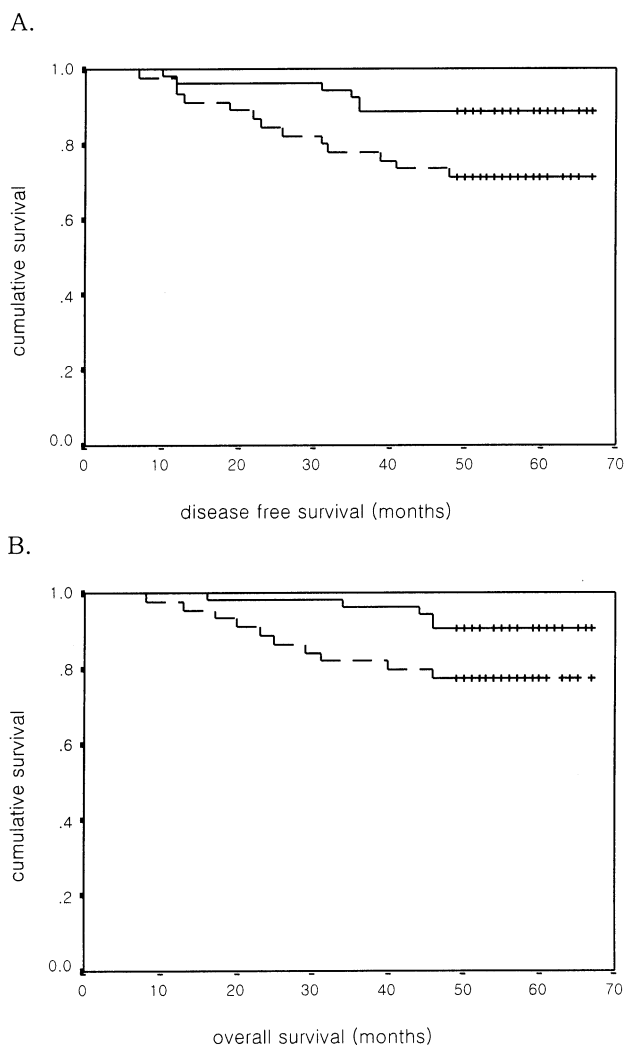 A.
1.0
.8
.6
.4
.2
0.0
0 10 20 30 40 50 60 70
cumulative survival
disease free survival (months)
B.
1.0
.8
.6
.4
.2
0.0
0 10 20 30 40 50 60 70
cumulative survival
overall survival (months)